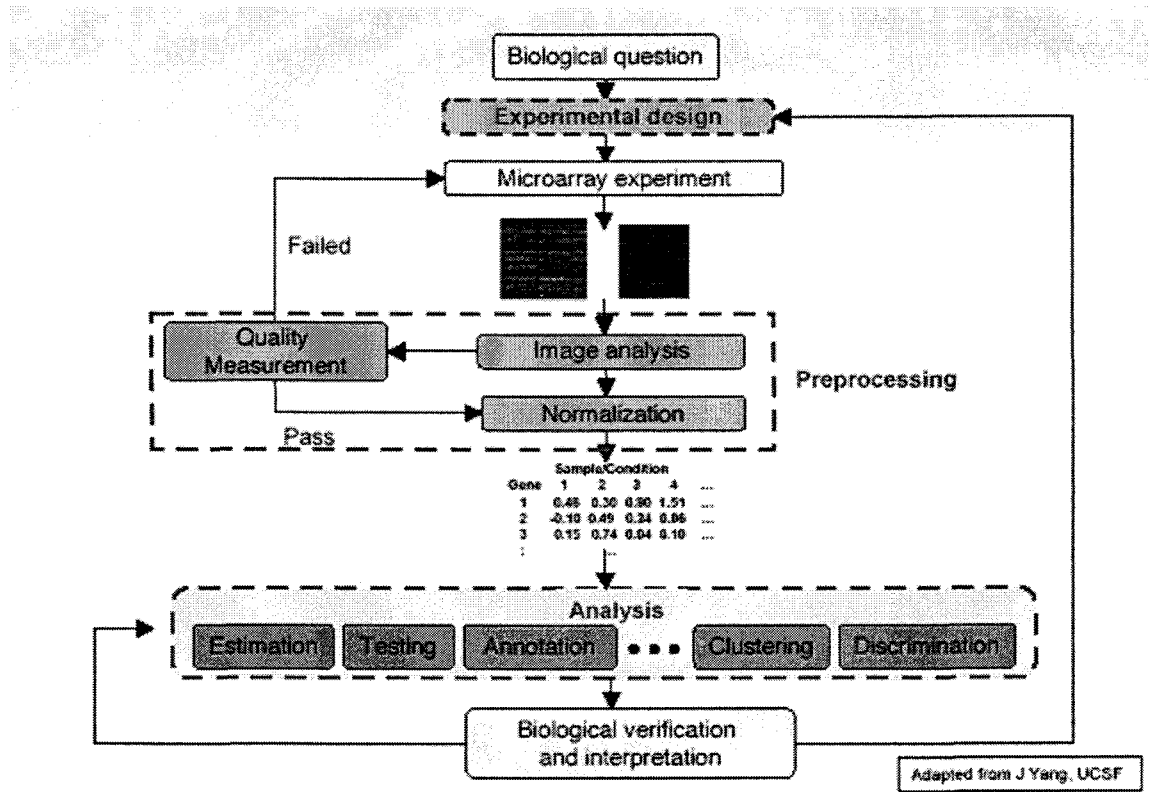 Biological question
Experimental design
Microarray experiment
Failed
Quality
Measurement
Image analysis
Preprocessing
Normalization
Pass
Sample/Condition
Gene 1 2 3 4 ...
1 0.46 0.30 0.80 1.51 ...
2 -0.10 0.49 0.24 0.06 ...
3 0.15 0.74 0.04 0.10 ...
: ...
Analysis
Estimation Testing Annotation ••• Clustering Discrimination
Biological verification
and interpretation
Adapted from J Yang, UCSF